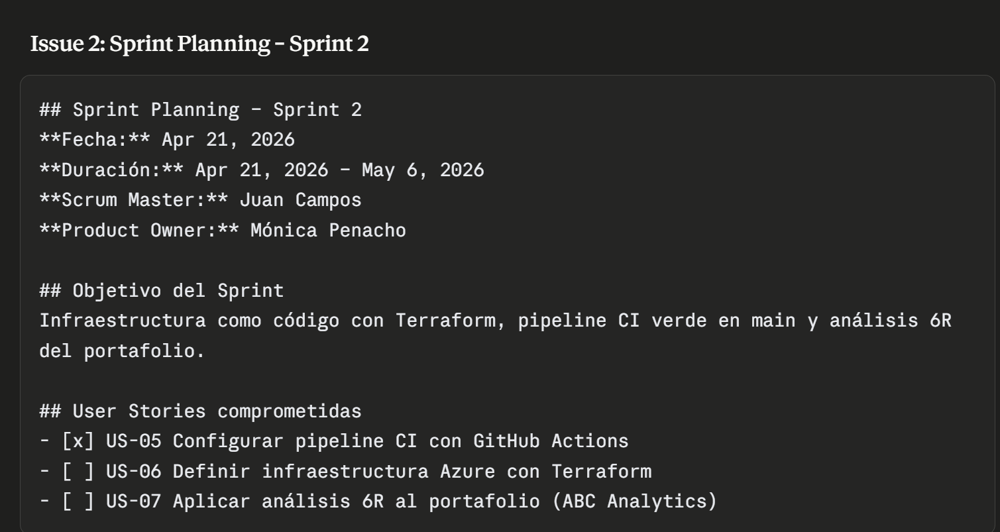 Issue 2: Sprint Planning – Sprint 2
## Sprint Planning – Sprint 2
**Fecha:** Apr 21, 2026
**Duración:** Apr 21, 2026 – May 6, 2026
**Scrum Master:** Juan Campos
**Product Owner:** Mónica Penacho
## Objetivo del Sprint
Infraestructura como código con Terraform, pipeline CI verde en main y análisis 6R
del portafolio.
## User Stories comprometidas
- [x] US-05 Configurar pipeline CI con GitHub Actions
- [ ] US-06 Definir infraestructura Azure con Terraform
- [ ] US-07 Aplicar análisis 6R al portafolio (ABC Analytics)